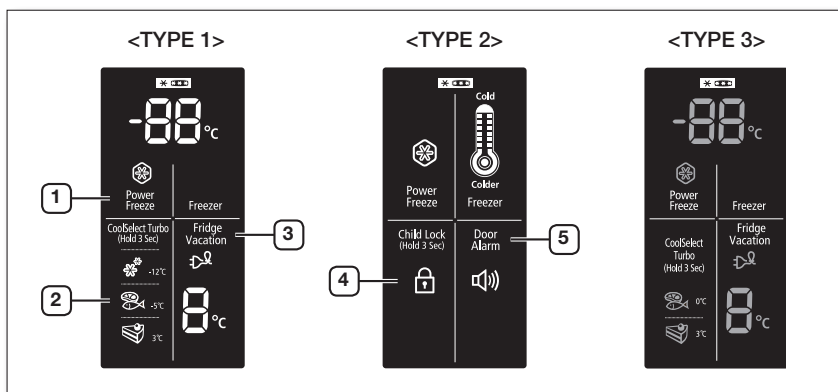 <TYPE 1>
<TYPE 2>
<TYPE 3>
-88°C
Power
Freeze
Freezer
CoolSelect Turbo
(Hold 3 Sec)
Fridge
Vacation
-12°C
-5°C
3°C
8°C
1
2
3
Cold
Colder
Power
Freeze
Freezer
Child Lock
(Hold 3 Sec)
Door
Alarm
4
5
-88°C
Power
Freeze
Freezer
CoolSelect
Turbo
(Hold 3 Sec)
Fridge
Vacation
0°C
3°C
8°C